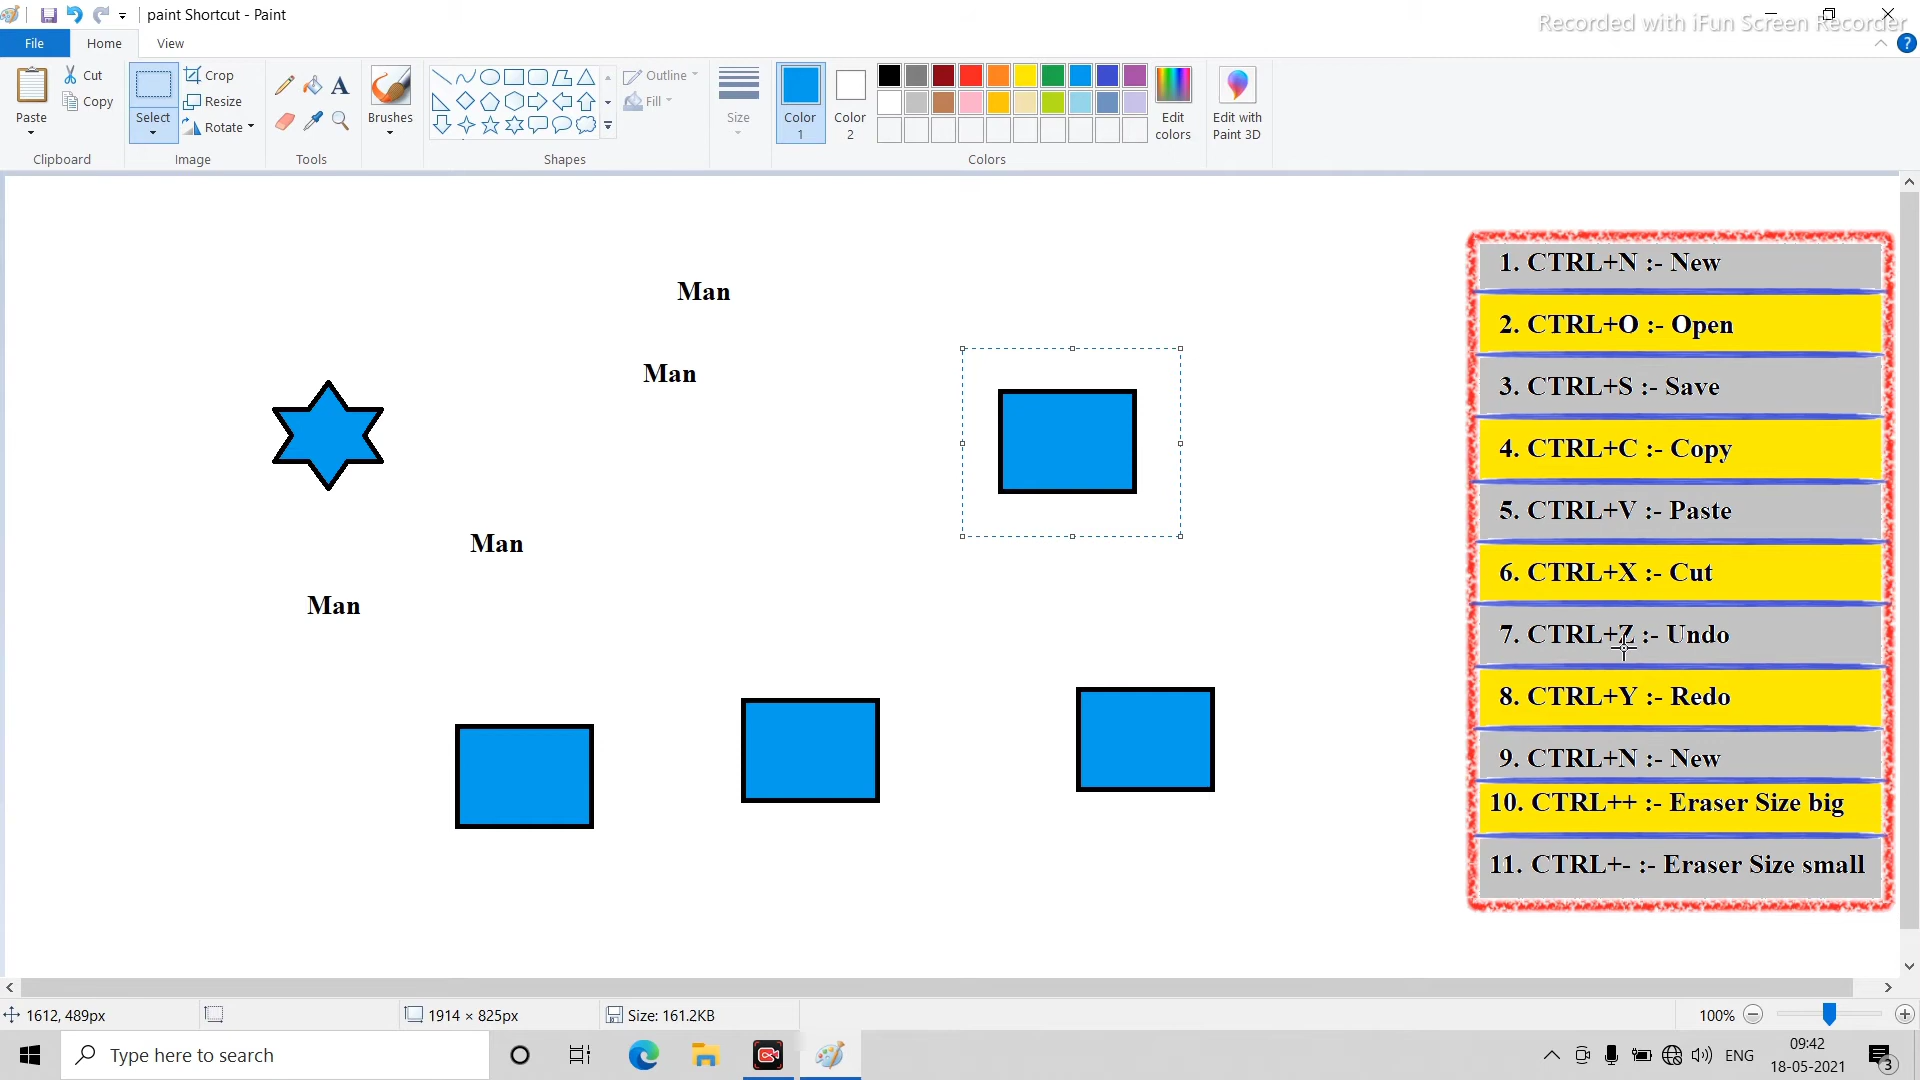 paint Shortcut - Paint
Recorded with iFun Screen Recorder
File
Home
View
Paste
Cut
Copy
Clipboard
Select
Crop
Resize
Rotate
Image
Tools
Brushes
Outline
Fill
Shapes
Size
Color
1
Color
2
Colors
Edit
colors
Edit with
Paint 3D
Man
Man
Man
Man
1. CTRL+N :- New
2. CTRL+O :- Open
3. CTRL+S :- Save
4. CTRL+C :- Copy
5. CTRL+V :- Paste
6. CTRL+X :- Cut
7. CTRL+Z :- Undo
8. CTRL+Y :- Redo
9. CTRL+N :- New
10. CTRL++ :- Eraser Size big
11. CTRL+- :- Eraser Size small
1612, 489px
1914 × 825px
Size: 161.2KB
100%
Type here to search
ENG
09:42
18-05-2021
3